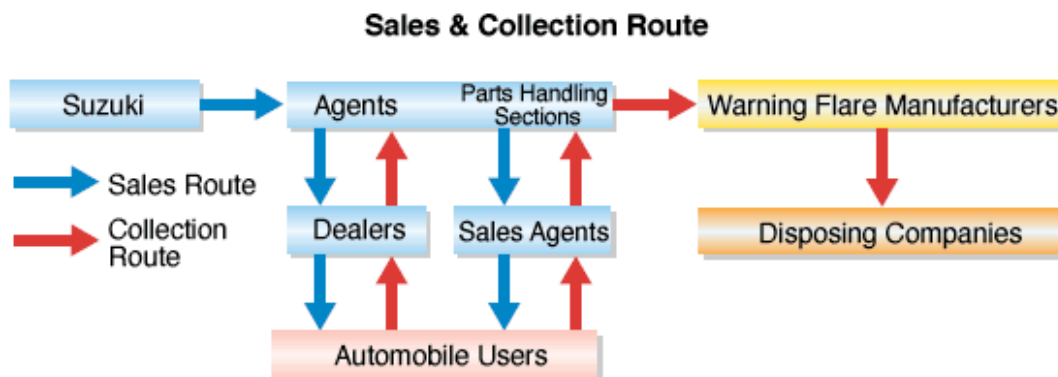 Sales & Collection Route
Suzuki
Agents
Parts Handling
Sections
Warning Flare Manufacturers
Sales Route
Collection
Route
Dealers
Sales Agents
Disposing Companies
Automobile Users